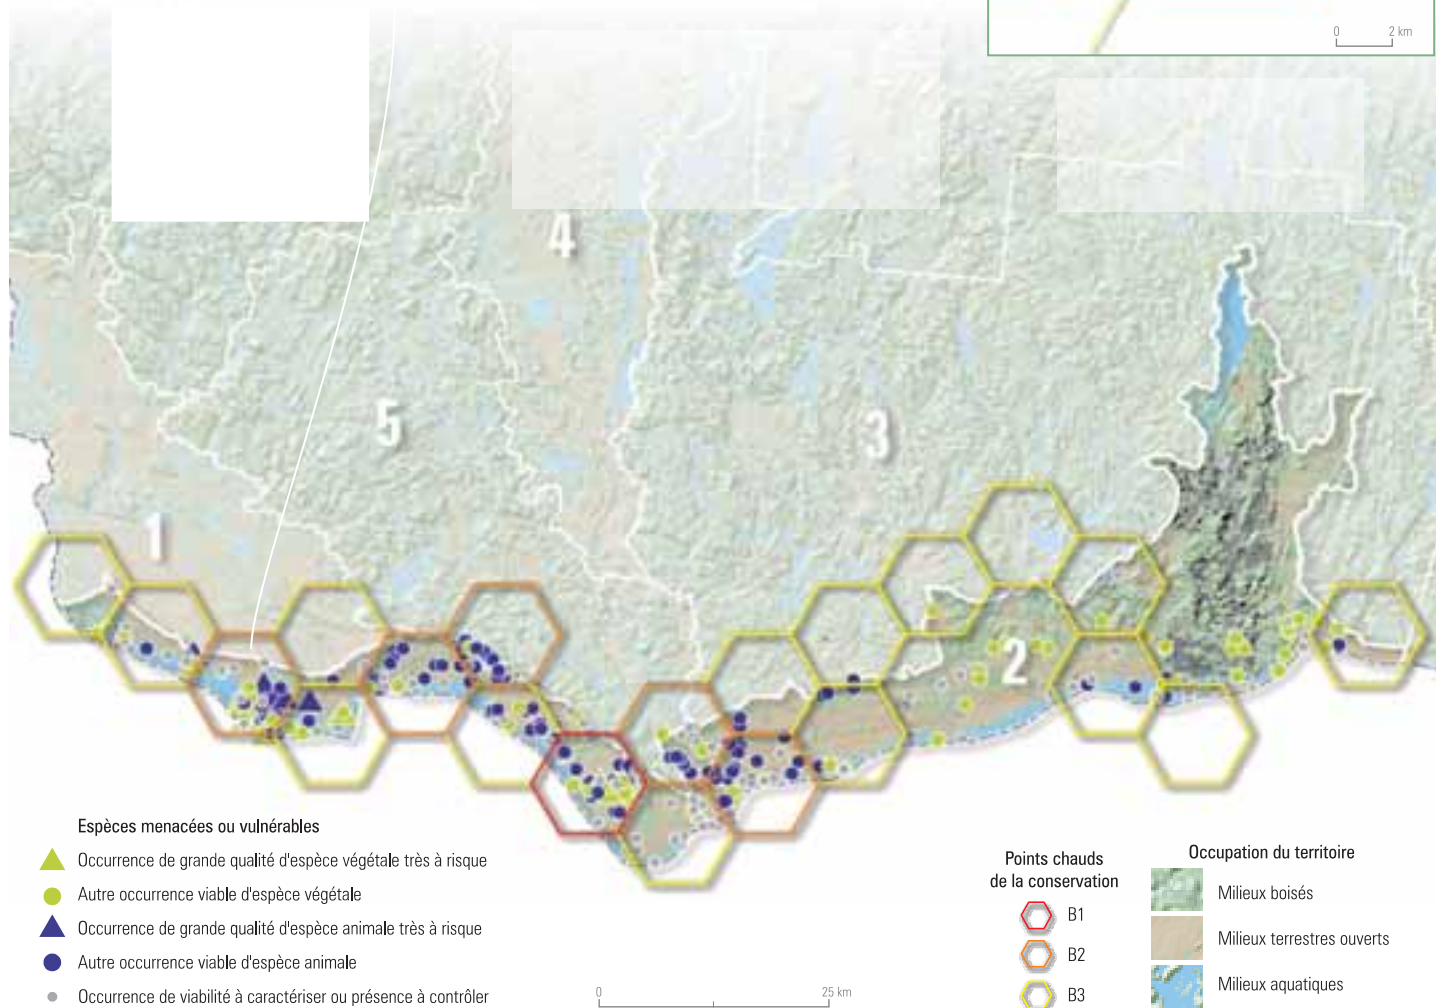 0 2 km
4
5
3
1
2
Espèces menacées ou vulnérables
Occurrence de grande qualité d'espèce végétale très à risque
Autre occurrence viable d'espèce végétale
Occurrence de grande qualité d'espèce animale très à risque
Autre occurrence viable d'espèce animale
Occurrence de viabilité à caractériser ou présence à contrôler
0 25 km
Points chauds
de la conservation
B1
B2
B3
Occupation du territoire
Milieux boisés
Milieux terrestres ouverts
Milieux aquatiques